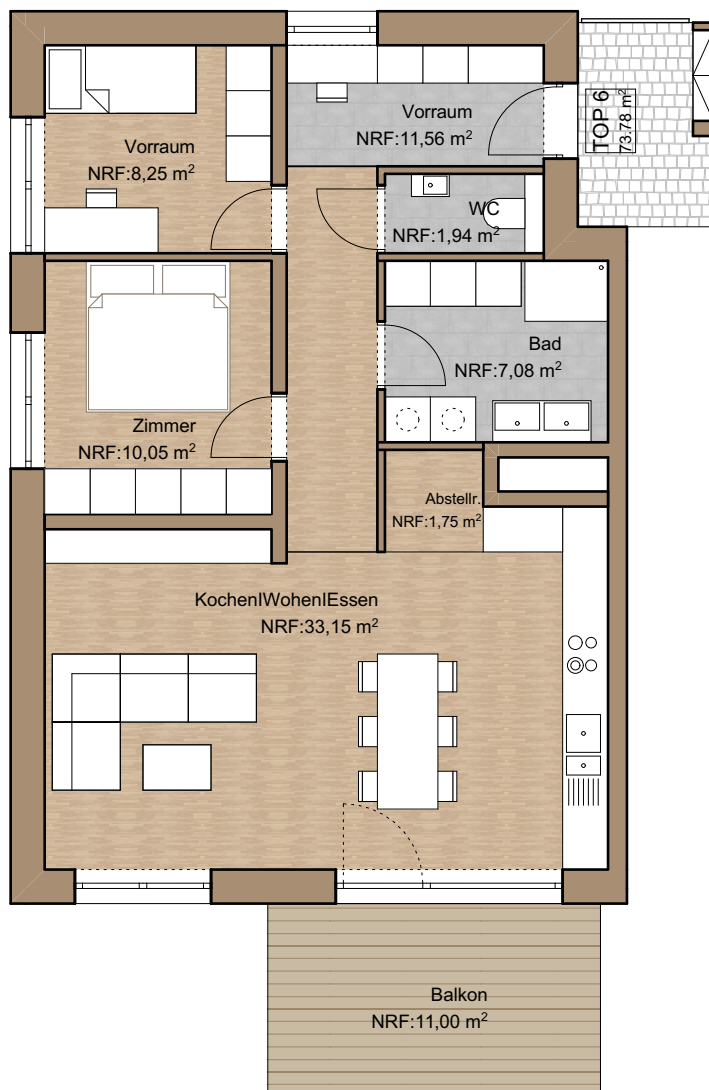 Vorraum
NRF:8,25 m²
Vorraum
NRF:11,56 m²
TOP 6
73.78 m²
WC
NRF:1,94 m²
Bad
NRF:7,08 m²
Zimmer
NRF:10,05 m²
Abstellr.
NRF:1,75 m²
KochenIWohenIEssen
NRF:33,15 m²
Balkon
NRF:11,00 m²